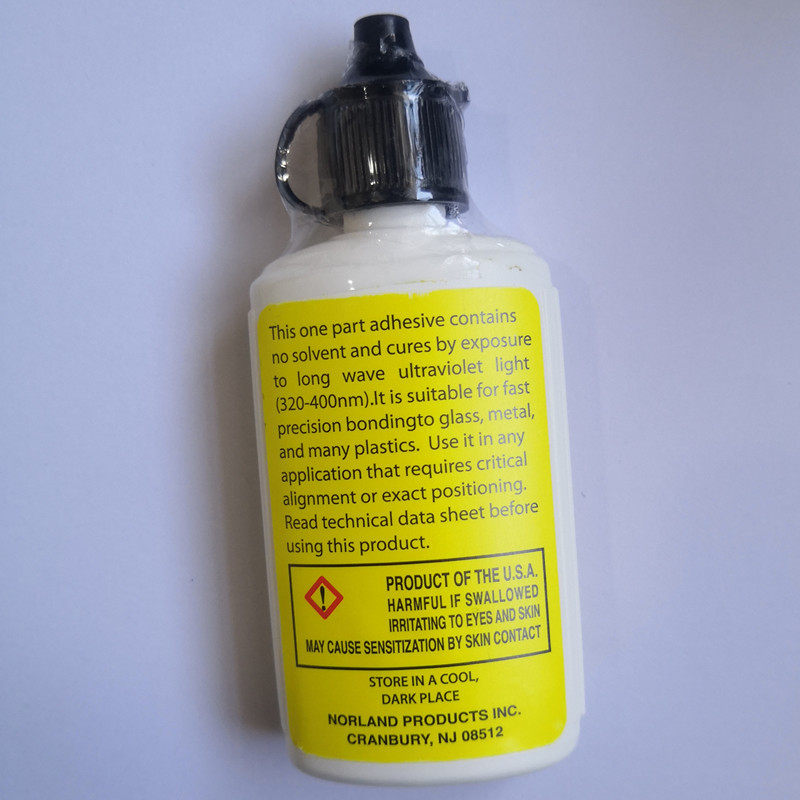 This one part adhesive contains
no solvent and cures by exposure
to long wave ultraviolet light
(320-400nm).It is suitable for fast
precision bondingto glass, metal,
and many plastics. Use it in any
application that requires critical
alignment or exact positioning.
Read technical data sheet before
using this product.
!
PRODUCT OF THE U.S.A.
HARMFUL IF SWALLOWED
IRRITATING TO EYES AND SKIN
MAY CAUSE SENSITIZATION BY SKIN CONTACT
STORE IN A COOL,
DARK PLACE
NORLAND PRODUCTS INC.
CRANBURY, NJ 08512